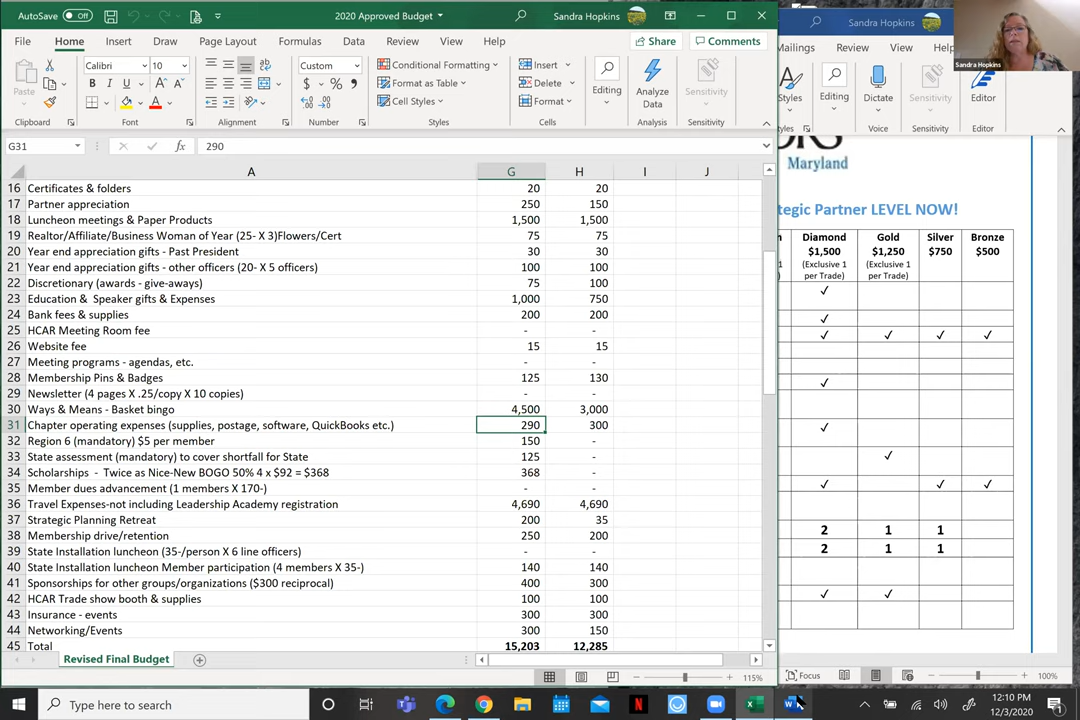 AutoSave Off 2020 Approved Budget Sandra Hopkins
File Home Insert Draw Page Layout Formulas Data Review View Help Share Comments
Calibri 10 Custom Conditional Formatting Insert
Paste B I U A A $ % Format as Table Delete Editing Analyze Data Sensitivity
Cell Styles Format
Clipboard Font Alignment Number Styles Cells Analysis Sensitivity
G31 fx 290
A G H I J
16 Certificates & folders 20 20
17 Partner appreciation 250 150
18 Luncheon meetings & Paper Products 1,500 1,500
19 Realtor/Affiliate/Business Woman of Year (25- X 3)Flowers/Cert 75 75
20 Year end appreciation gifts - Past President 30 30
21 Year end appreciation gifts - other officers (20- X 5 officers) 100 100
22 Discretionary (awards - give-aways) 75 100
23 Education & Speaker gifts & Expenses 1,000 750
24 Bank fees & supplies 200 200
25 HCAR Meeting Room fee - -
26 Website fee 15 15
27 Meeting programs - agendas, etc. - -
28 Membership Pins & Badges 125 130
29 Newsletter (4 pages X .25/copy X 10 copies) - -
30 Ways & Means - Basket bingo 4,500 3,000
31 Chapter operating expenses (supplies, postage, software, QuickBooks etc.) 290 300
32 Region 6 (mandatory) $5 per member 150 -
33 State assessment (mandatory) to cover shortfall for State 125 -
34 Scholarships - Twice as Nice-New BOGO 50% 4 x $92 = $368 368 -
35 Member dues advancement (1 members X 170-) - -
36 Travel Expenses-not including Leadership Academy registration 4,690 4,690
37 Strategic Planning Retreat 200 35
38 Membership drive/retention 250 200
39 State Installation luncheon (35-/person X 6 line officers) - -
40 State Installation luncheon Member participation (4 members X 35-) 140 140
41 Sponsorships for other groups/organizations ($300 reciprocal) 400 300
42 HCAR Trade show booth & supplies 100 100
43 Insurance - events 300 300
44 Networking/Events 300 150
45 Total 15,203 12,285
Revised Final Budget
115%
Sandra Hopkins
Sandra Hopkins
Mailings Review View Help
Styles Editing Dictate Sensitivity Editor
Voice Sensitivity Editor
Maryland
tegic Partner LEVEL NOW!
Diamond Gold Silver Bronze
$1,500 $1,250 $750 $500
(Exclusive 1 (Exclusive 1
per Trade) per Trade)
✓
✓
✓ ✓ ✓ ✓
✓
✓
✓
✓ ✓ ✓
2 1 1
2 1 1
✓ ✓
Focus 100%
Type here to search
12:10 PM
12/3/2020